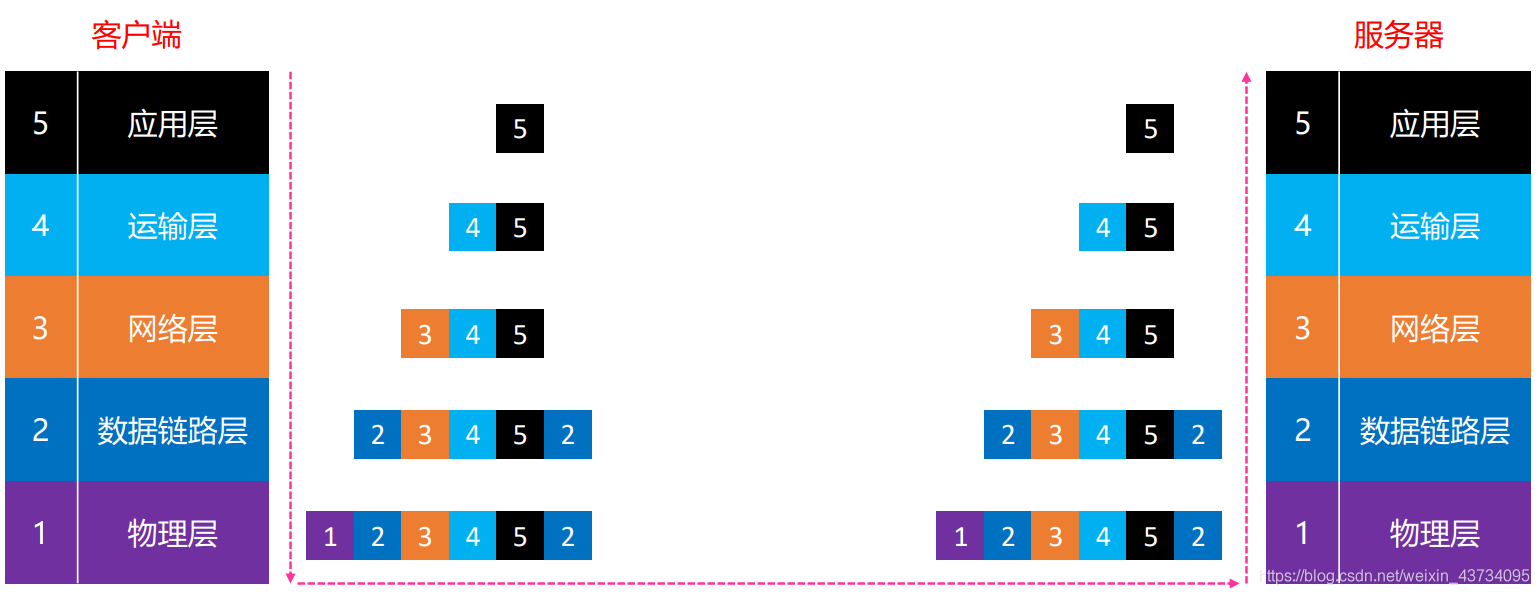 客户端 服务器
5 应用层 5 5 5 应用层
4 运输层 4 5 4 5 4 运输层
3 网络层 3 4 5 3 4 5 3 网络层
2 数据链路层 2 3 4 5 2 2 3 4 5 2 2 数据链路层
1 物理层 1 2 3 4 5 2 1 2 3 4 5 2 1 物理层
https://blog.csdn.net/weixin_43734095